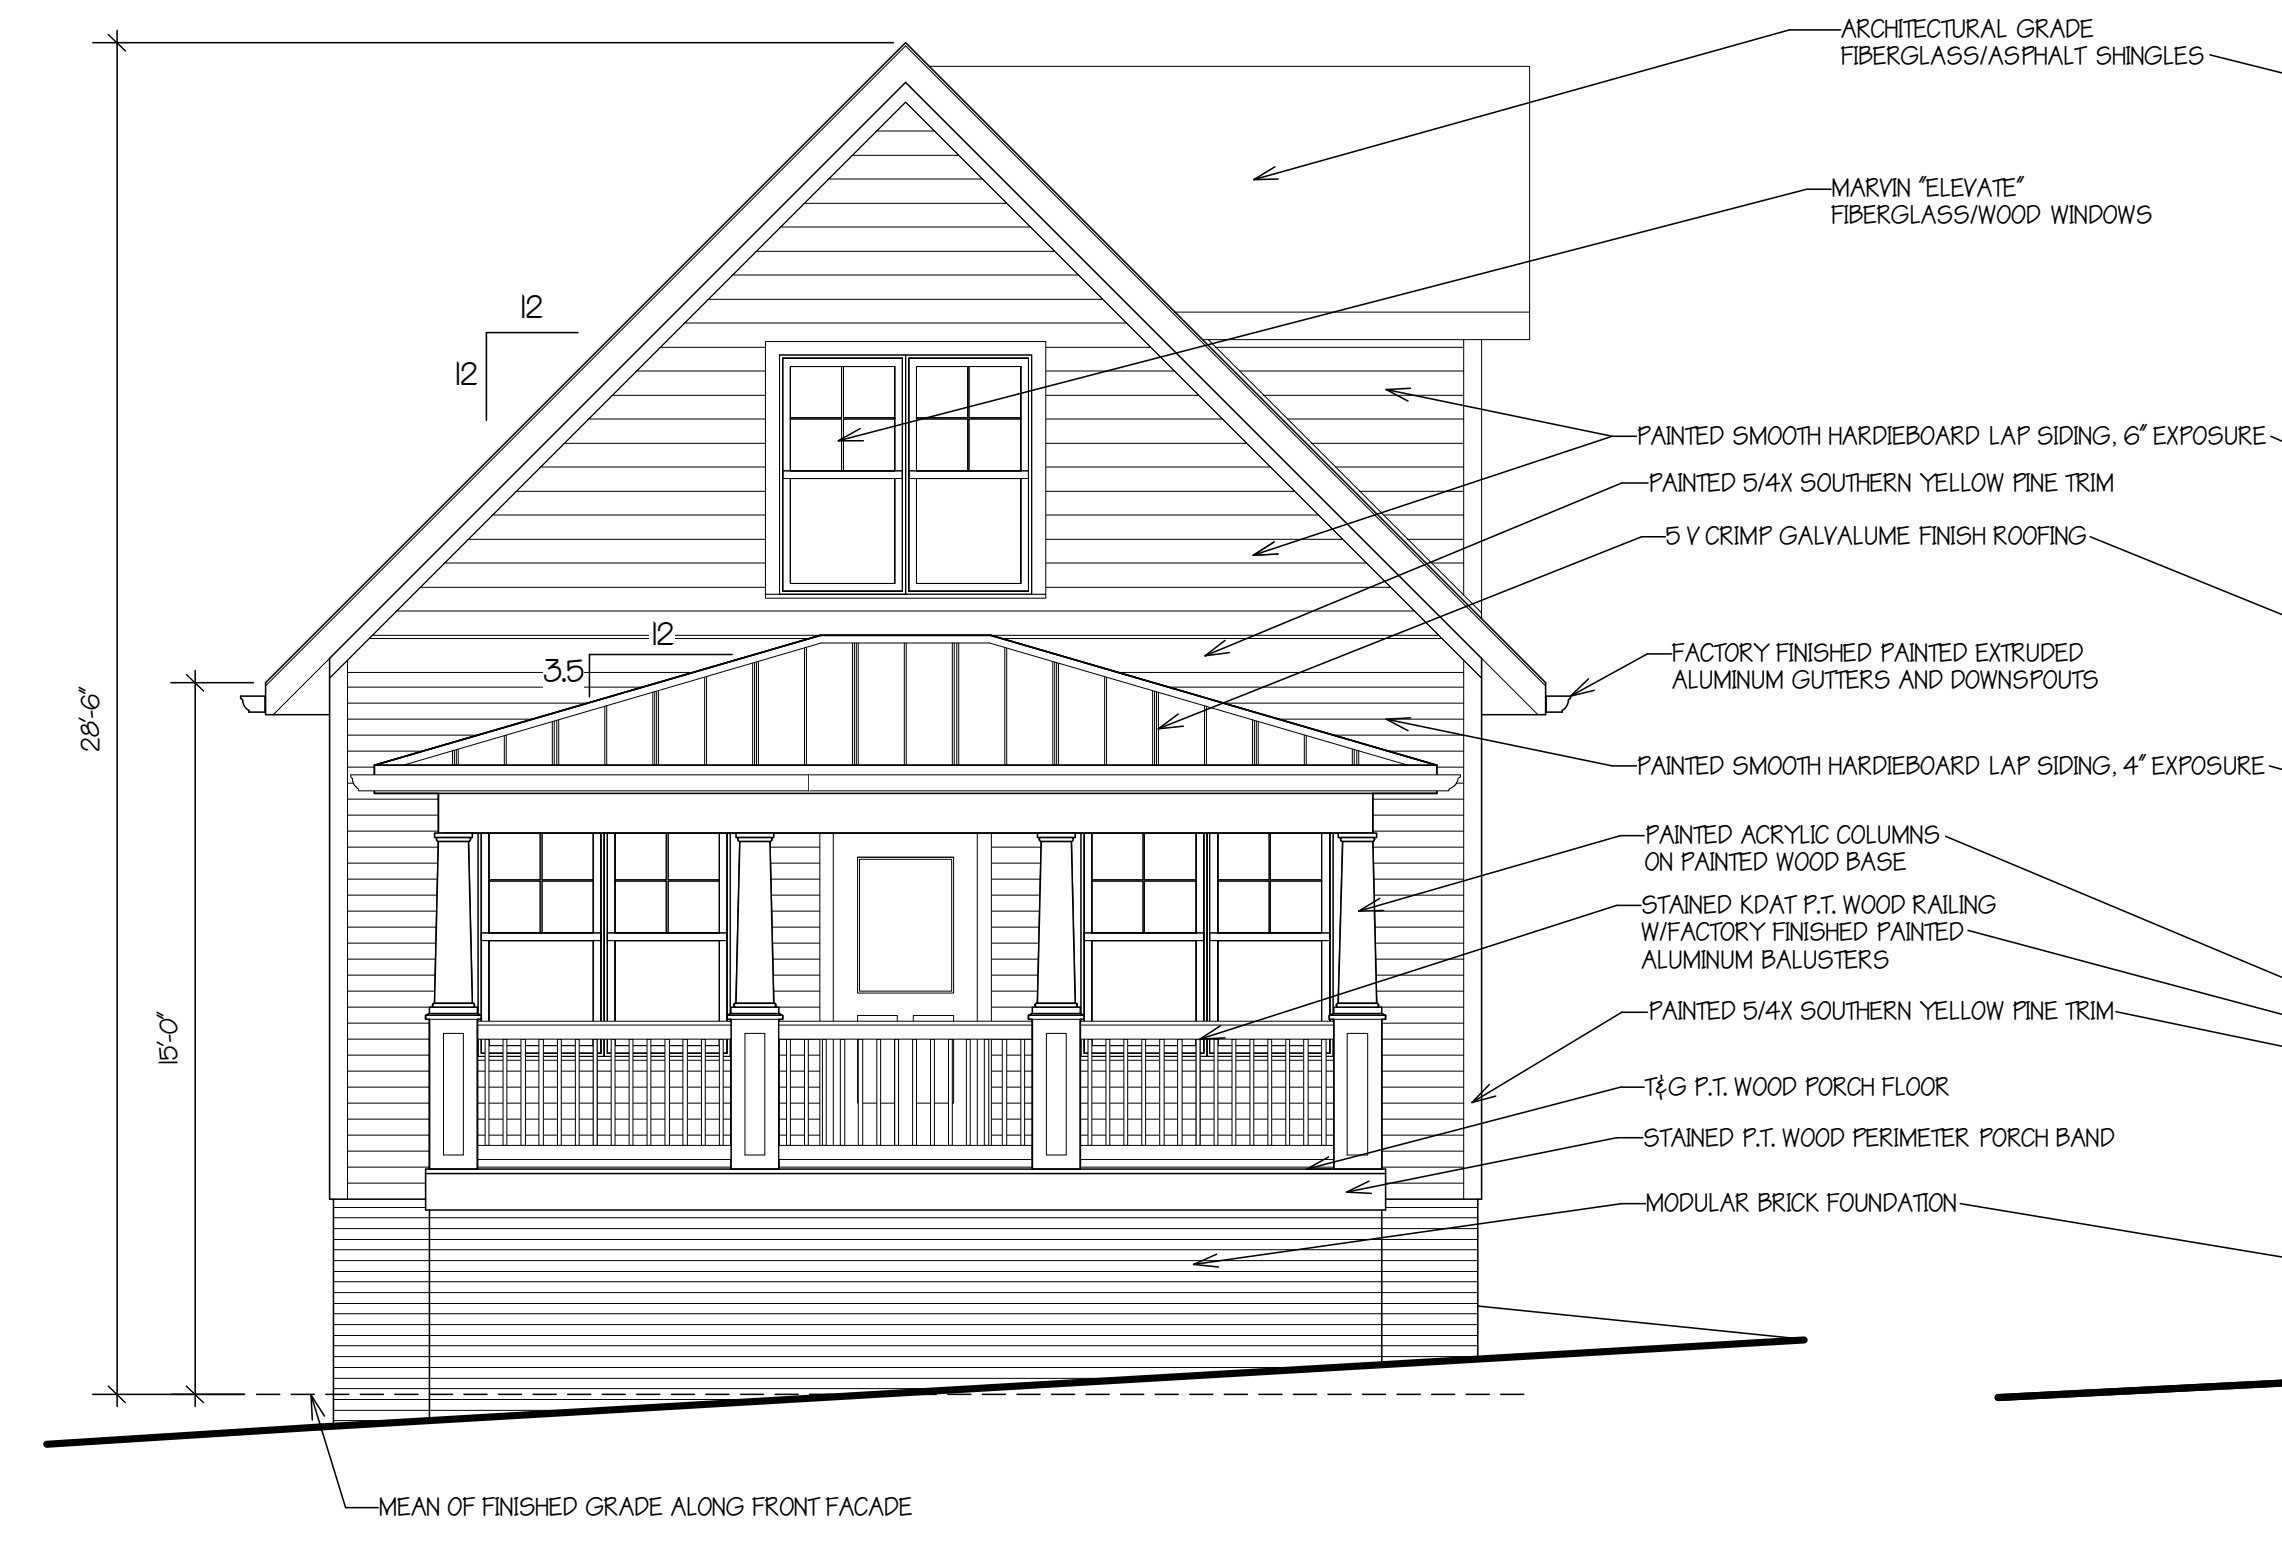 ARCHITECTURAL GRADE
FIBERGLASS/ASPHALT SHINGLES
MARVIN "ELEVATE"
FIBERGLASS/WOOD WINDOWS
12
12
PAINTED SMOOTH HARDIEBOARD LAP SIDING, 6" EXPOSURE
PAINTED 5/4X SOUTHERN YELLOW PINE TRIM
5 V CRIMP GALVALUME FINISH ROOFING
12
3.5
FACTORY FINISHED PAINTED EXTRUDED
ALUMINUM GUTTERS AND DOWNSPOUTS
28'-6"
PAINTED SMOOTH HARDIEBOARD LAP SIDING, 4" EXPOSURE
PAINTED ACRYLIC COLUMNS
ON PAINTED WOOD BASE
STAINED KDAT P.T. WOOD RAILING
W/FACTORY FINISHED PAINTED
ALUMINUM BALUSTERS
15'-0"
PAINTED 5/4X SOUTHERN YELLOW PINE TRIM
T&G P.T. WOOD PORCH FLOOR
STAINED P.T. WOOD PERIMETER PORCH BAND
MODULAR BRICK FOUNDATION
MEAN OF FINISHED GRADE ALONG FRONT FACADE